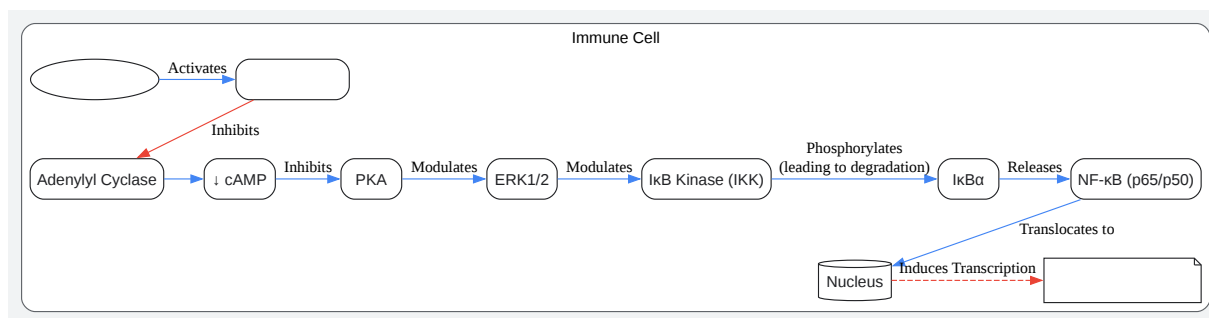 Immune Cell
Activates
Inhibits
Adenylyl Cyclase
↓ cAMP
Inhibits
PKA
Modulates
ERK1/2
Modulates
IκB Kinase (IKK)
Phosphorylates
(leading to degradation)
IκBα
Releases
NF-κB (p65/p50)
Translocates to
Nucleus
Induces Transcription